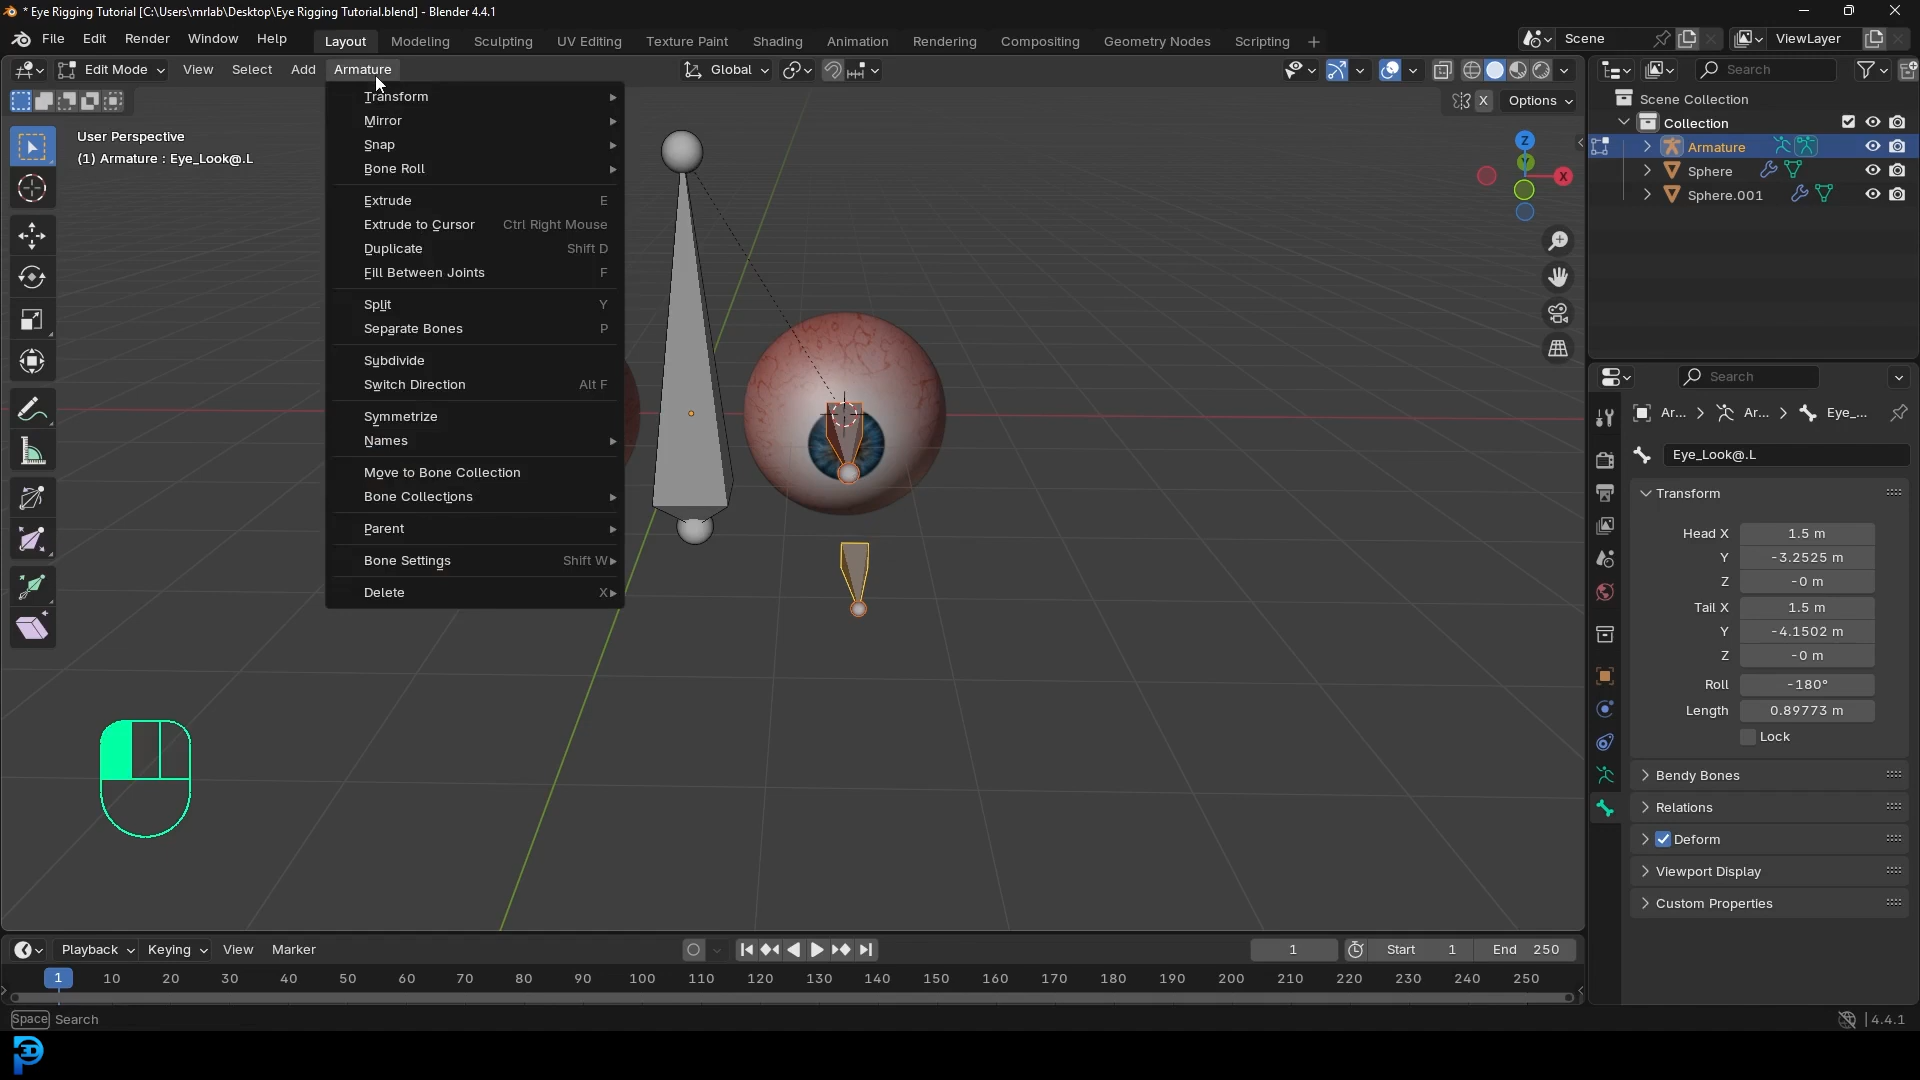 * Eye Rigging Tutorial [C:\Users\mrlab\Desktop\Eye Rigging Tutorial.blend] - Blender 4.4.1
File Edit Render Window Help Layout Modeling Sculpting UV Editing Texture Paint Shading Animation Rendering Compositing Geometry Nodes Scripting + Scene ViewLayer
Edit Mode View Select Add Armature Global Search
X Options
User Perspective
(1) Armature : Eye_Look@.L
Transform
Mirror
Snap
Bone Roll
Extrude E
Extrude to Cursor Ctrl Right Mouse
Duplicate Shift D
Fill Between Joints F
Split Y
Separate Bones P
Subdivide
Switch Direction Alt F
Symmetrize
Names
Move to Bone Collection
Bone Collections
Parent
Bone Settings Shift W
Delete X
Z
Y
X
Scene Collection
Collection
Armature
Sphere
Sphere.001
Search
Ar... > Ar... > Eye_...
Eye_Look@.L
Transform
Head X 1.5 m
Y -3.2525 m
Z -0 m
Tail X 1.5 m
Y -4.1502 m
Z -0 m
Roll -180°
Length 0.89773 m
Lock
Bendy Bones
Relations
Deform
Viewport Display
Custom Properties
Playback Keying View Marker 1 Start 1 End 250
1 10 20 30 40 50 60 70 80 90 100 110 120 130 140 150 160 170 180 190 200 210 220 230 240 250
Space Search 4.4.1